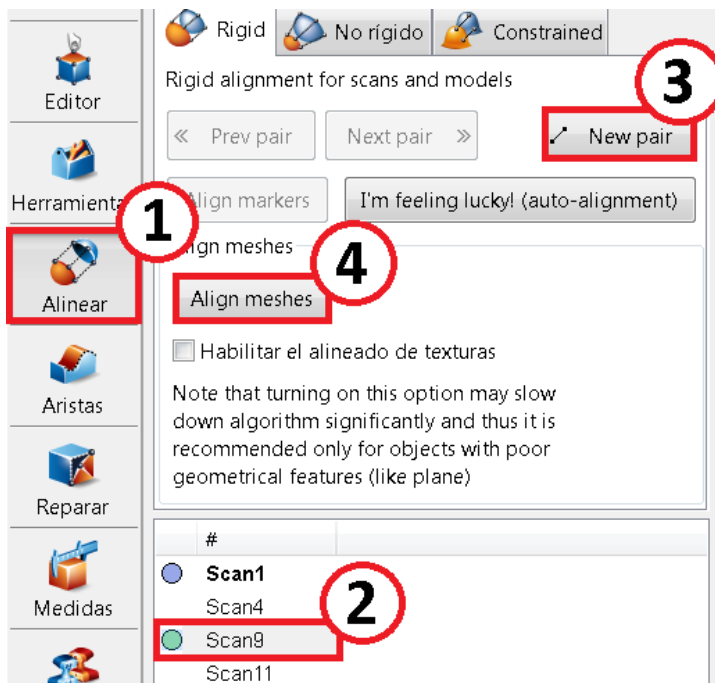 Editor
Herramienta
1
Alinear
Aristas
Reparar
Medidas
Rigid No rígido Constrained
Rigid alignment for scans and models
3
« Prev pair Next pair » New pair
Align markers I'm feeling lucky! (auto-alignment)
Align meshes
4
Align meshes
Habilitar el alineado de texturas
Note that turning on this option may slow
down algorithm significantly and thus it is
recommended only for objects with poor
geometrical features (like plane)
#
Scan1
Scan4
2
Scan9
Scan11